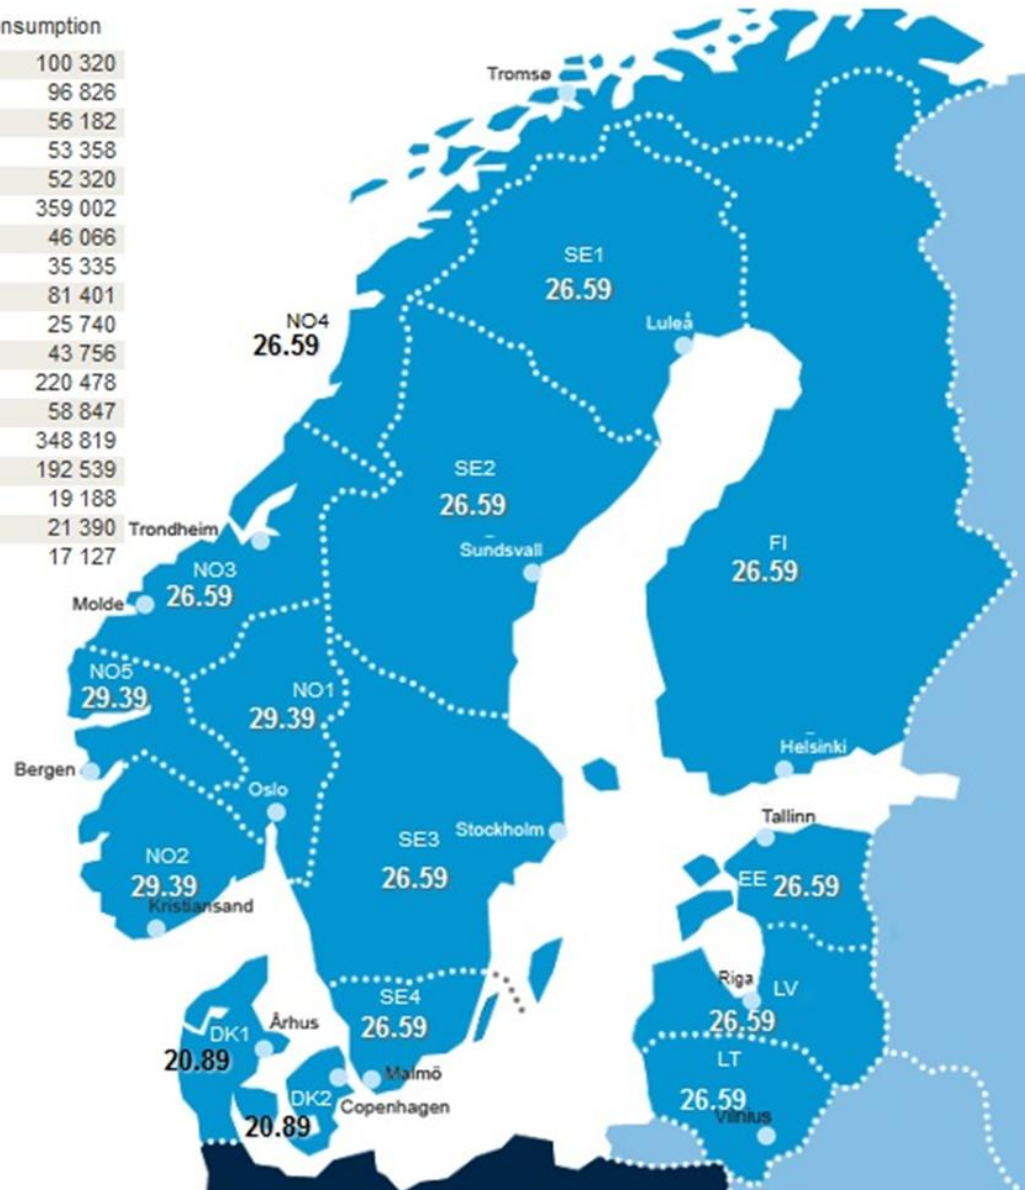 nsumption
100 320
96 826
56 182
53 358
52 320
359 002
46 066
35 335
81 401
25 740
43 756
220 478
58 847
348 819
192 539
19 188
21 390
17 127
Tromsø
SE1
26.59
Luleå
NO4
26.59
SE2
26.59
Trondheim
Sundsvall
FI
26.59
NO3
26.59
Molde
NO5
29.39
NO1
29.39
Helsinki
Bergen
Oslo
Tallinn
SE3
Stockholm
26.59
NO2
29.39
EE 26.59
Kristiansand
Riga
LV
26.59
SE4
26.59
Århus
DK1
20.89
LT
26.59
Malmö
DK2
Copenhagen
20.89
Vilnius